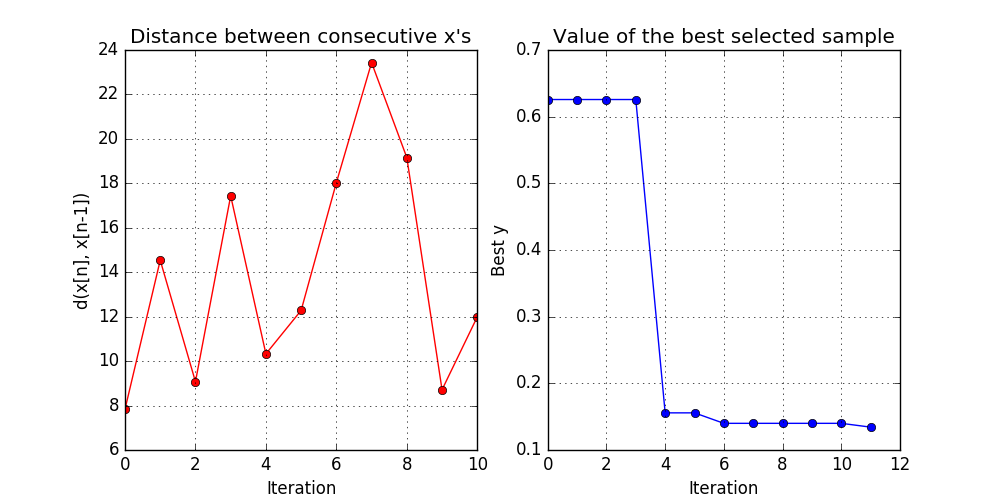 Distance between consecutive x's
24
22
20
18
16
14
12
10
8
6
d(x[n], x[n-1])
0 2 4 6 8 10
Iteration
Value of the best selected sample
0.7
0.6
0.5
0.4
0.3
0.2
0.1
Best y
0 2 4 6 8 10 12
Iteration